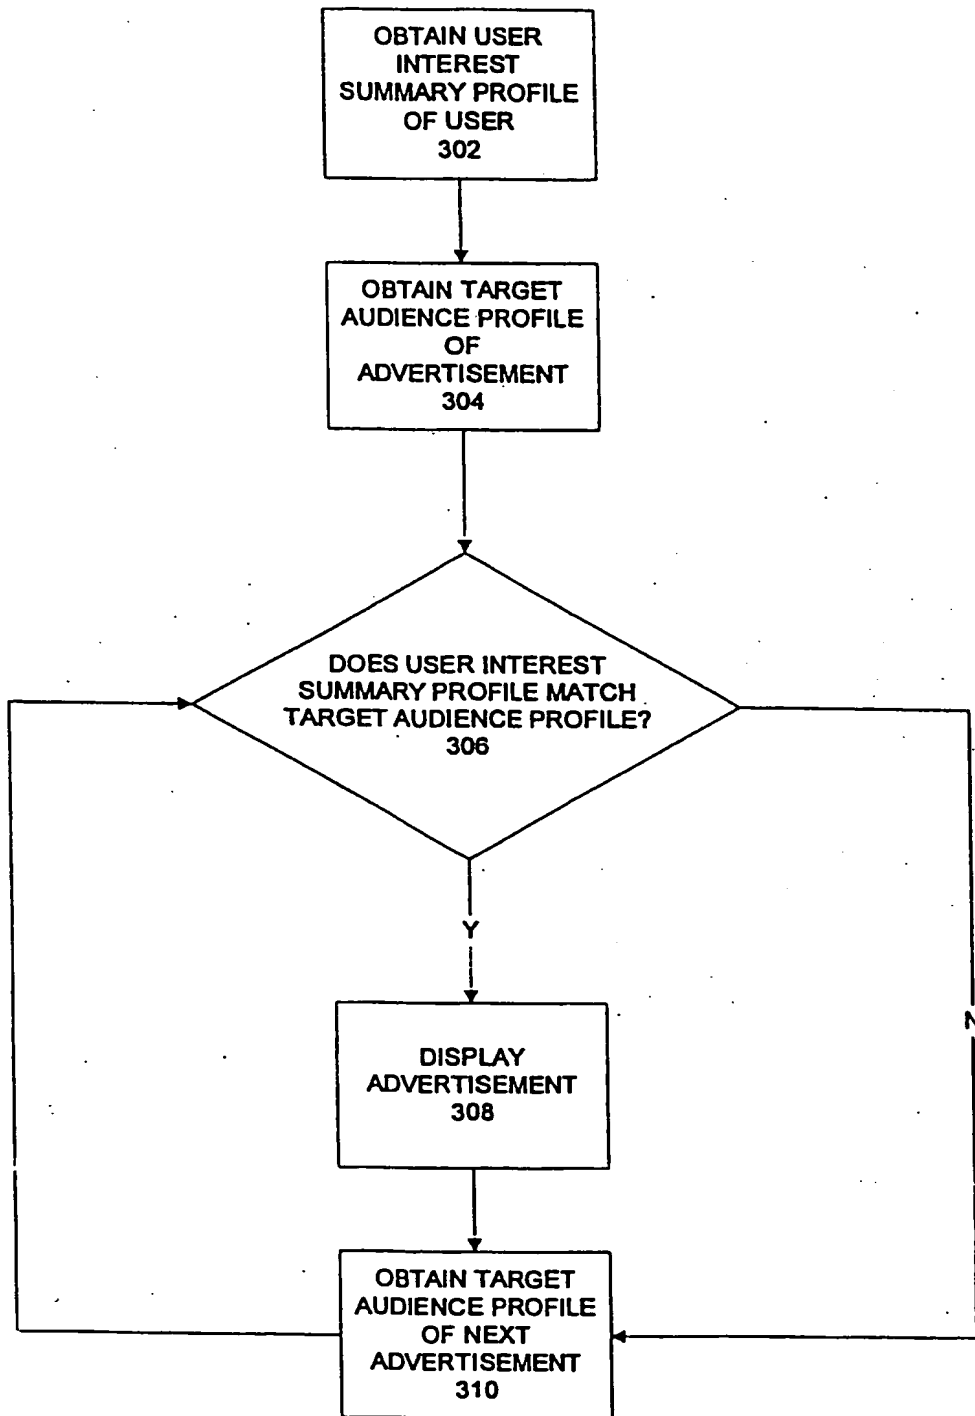 OBTAIN USER
INTEREST
SUMMARY PROFILE
OF USER
302
OBTAIN TARGET
AUDIENCE PROFILE
OF
ADVERTISEMENT
304
DOES USER INTEREST
SUMMARY PROFILE MATCH
TARGET AUDIENCE PROFILE?
306
Y
N
DISPLAY
ADVERTISEMENT
308
OBTAIN TARGET
AUDIENCE PROFILE
OF NEXT
ADVERTISEMENT
310